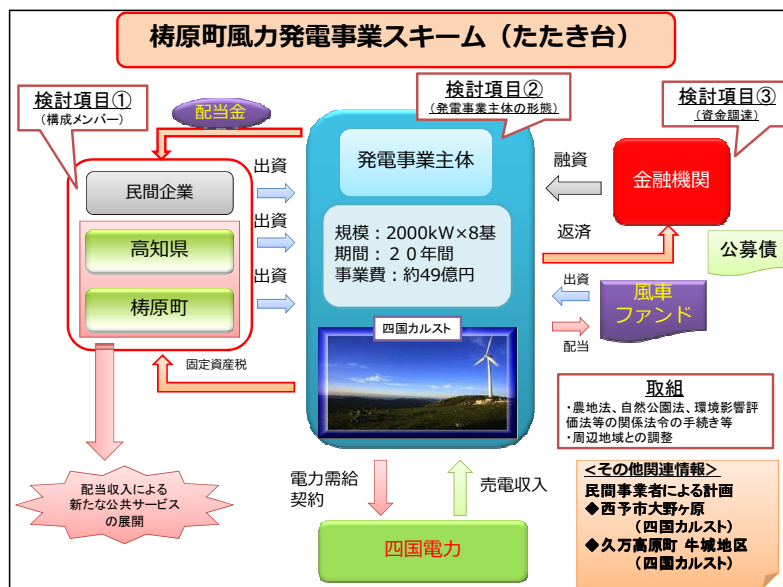 梼原町風力発電事業スキーム（たたき台）
検討項目①
（構成メンバー）
配当金
検討項目②
（発電事業主体の形態）
検討項目③
（資金調達）
民間企業
高知県
梼原町
出資
出資
出資
発電事業主体
規模：2000kW×8基
期間：２０年間
事業費：約49億円
四国カルスト
融資
金融機関
返済
公募債
出資
風車
ファンド
配当
固定資産税
取組
・農地法、自然公園法、環境影響評
価法等の関係法令の手続き等
・周辺地域との調整
配当収入による
新たな公共サービス
の展開
電力需給
契約
売電収入
四国電力
＜その他関連情報＞
民間事業者による計画
◆西予市大野ヶ原
（四国カルスト）
◆久万高原町 牛城地区
（四国カルスト）